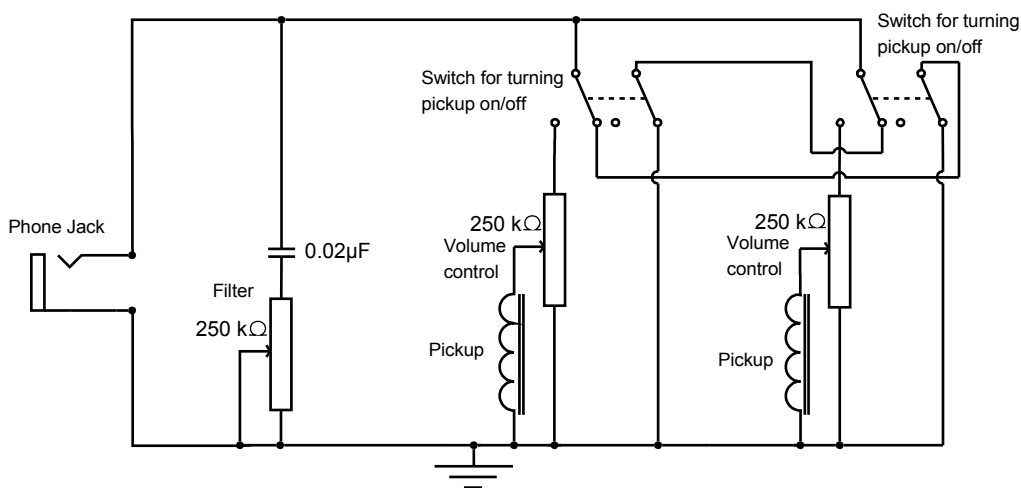 Switch for turning
pickup on/off
Switch for turning
pickup on/off
Phone Jack
0.02µF
Filter
250 kΩ
250 kΩ
Volume
control
Pickup
250 kΩ
Volume
control
Pickup